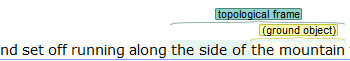 topological frame
(ground object)
nd set off running along the side of the mountain